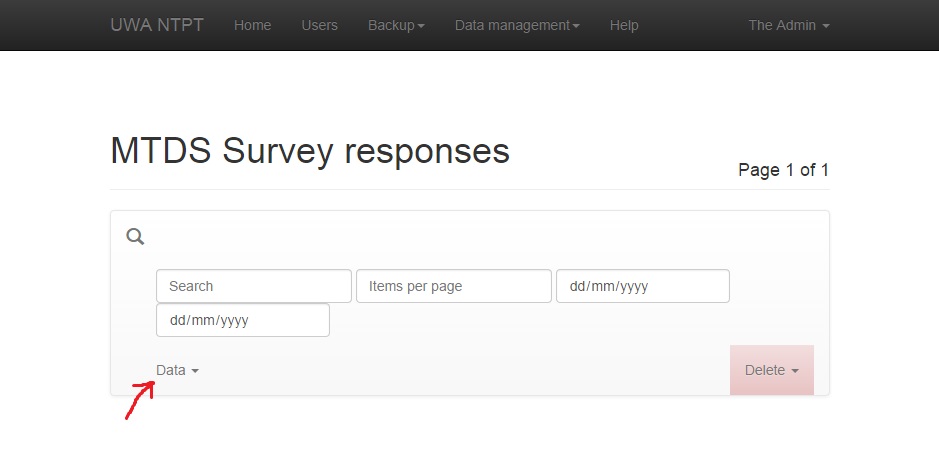 UWA NTPT Home Users Backup Data management Help The Admin
MTDS Survey responses
Page 1 of 1
Search Items per page dd/mm/yyyy
dd/mm/yyyy
Data Delete